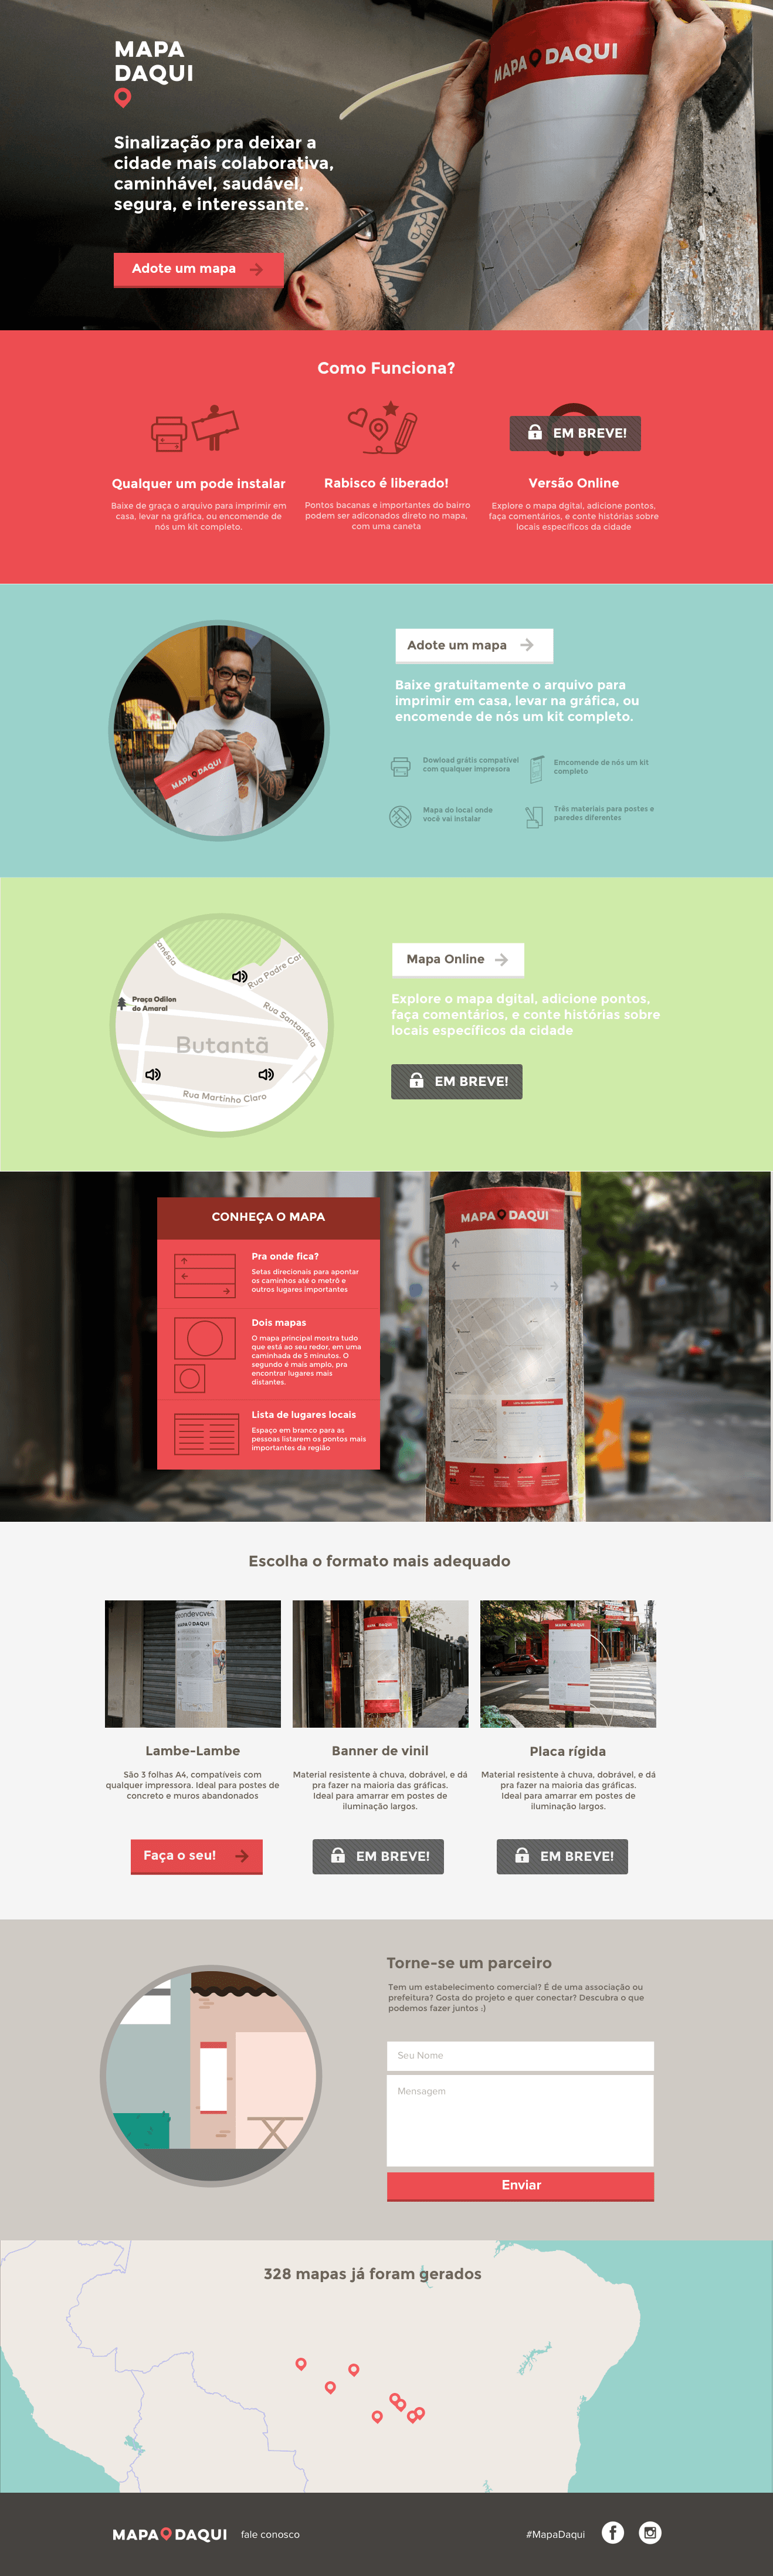 MAPA
DAQUI
Sinalização pra deixar a
cidade mais colaborativa,
caminhável, saudável,
segura, e interessante.
Adote um mapa
MAPA DAQUI
Como Funciona?
Qualquer um pode instalar
Baixe de graça o arquivo para imprimir em
casa, levar na gráfica, ou encomende de
nós um kit completo.
Rabisco é liberado!
Pontos bacanas e importantes do bairro
podem ser adiconados direto no mapa,
com uma caneta
EM BREVE!
Versão Online
Explore o mapa dgital, adicione pontos,
faça comentários, e conte histórias sobre
locais específicos da cidade
MAPA DAQUI
Adote um mapa
Baixe gratuitamente o arquivo para
imprimir em casa, levar na gráfica, ou
encomende de nós um kit completo.
Dowload grátis compatível
com qualquer impresora
Emcomende de nós um kit
completo
Mapa do local onde
você vai instalar
Três materiais para postes e
paredes diferentes
onésia
Rua Padre Car
Praça Odilon
do Amaral
Rua Santanésia
Butantã
Rua Martinho Claro
Mapa Online
Explore o mapa dgital, adicione pontos,
faça comentários, e conte histórias sobre
locais específicos da cidade
EM BREVE!
CONHEÇA O MAPA
Pra onde fica?
Setas direcionais para apontar
os caminhos até o metrô e
outros lugares importantes
Dois mapas
O mapa principal mostra tudo
que está ao seu redor, em uma
caminhada de 5 minutos. O
segundo é mais amplo, pra
encontrar lugares mais
distantes.
Lista de lugares locais
Espaço em branco para as
pessoas listarem os pontos mais
importantes da região
MAPA DAQUI
Escolha o formato mais adequado
MAPA DAQUI
MAPA DAQUI
MAPA DAQUI
Lambe-Lambe
São 3 folhas A4, compatíveis com
qualquer impressora. Ideal para postes de
concreto e muros abandonados
Faça o seu!
Banner de vinil
Material resistente à chuva, dobrável, e dá
pra fazer na maioria das gráficas.
Ideal para amarrar em postes de
iluminação largos.
EM BREVE!
Placa rígida
Material resistente à chuva, dobrável, e dá
pra fazer na maioria das gráficas.
Ideal para amarrar em postes de
iluminação largos.
EM BREVE!
Torne-se um parceiro
Tem um estabelecimento comercial? É de uma associação ou
prefeitura? Gosta do projeto e quer conectar? Descubra o que
podemos fazer juntos :)
Seu Nome
Mensagem
Enviar
328 mapas já foram gerados
MAPA DAQUI
fale conosco
#MapaDaqui